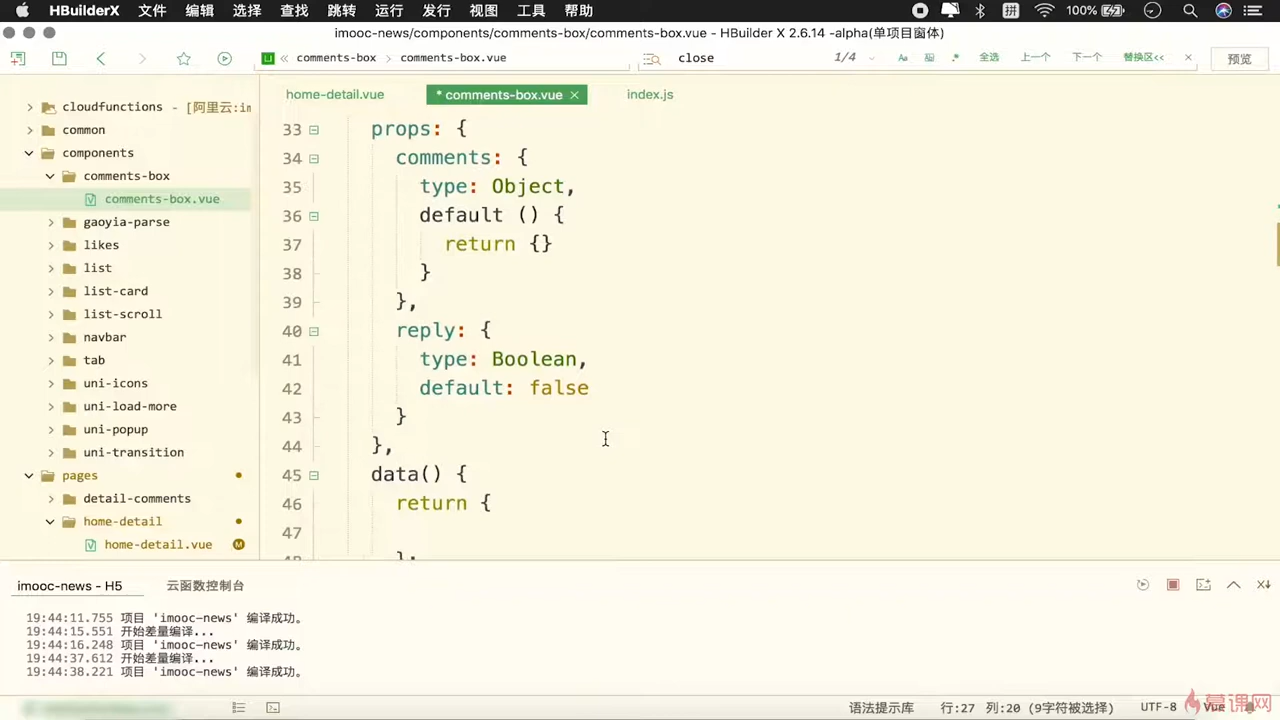 HBuilderX 文件 编辑 选择 查找 跳转 运行 发行 视图 工具 帮助 拼 100%
imooc-news/components/comments-box/comments-box.vue - HBuilder X 2.6.14 -alpha(单项目窗体)
comments-box comments-box.vue close 1/4 全选 上一个 下一个 替换区<< 预览
home-detail.vue * comments-box.vue index.js
cloudfunctions - [阿里云:im
common
components
comments-box
comments-box.vue
gaoyia-parse
likes
list
list-card
list-scroll
navbar
tab
uni-icons
uni-load-more
uni-popup
uni-transition
pages
detail-comments
home-detail
home-detail.vue M
33 props: {
34 comments: {
35 type: Object,
36 default () {
37 return {}
38 }
39 },
40 reply: {
41 type: Boolean,
42 default: false
43 }
44 },
45 data() {
46 return {
47
48 };
imooc-news - H5 云函数控制台
19:44:11.755 项目 'imooc-news' 编译成功。
19:44:15.551 开始差量编译...
19:44:16.248 项目 'imooc-news' 编译成功。
19:44:37.612 开始差量编译...
19:44:38.221 项目 'imooc-news' 编译成功。
语法提示库 行:27 列:20 (9字符被选择) UTF-8 Vue
慕课网